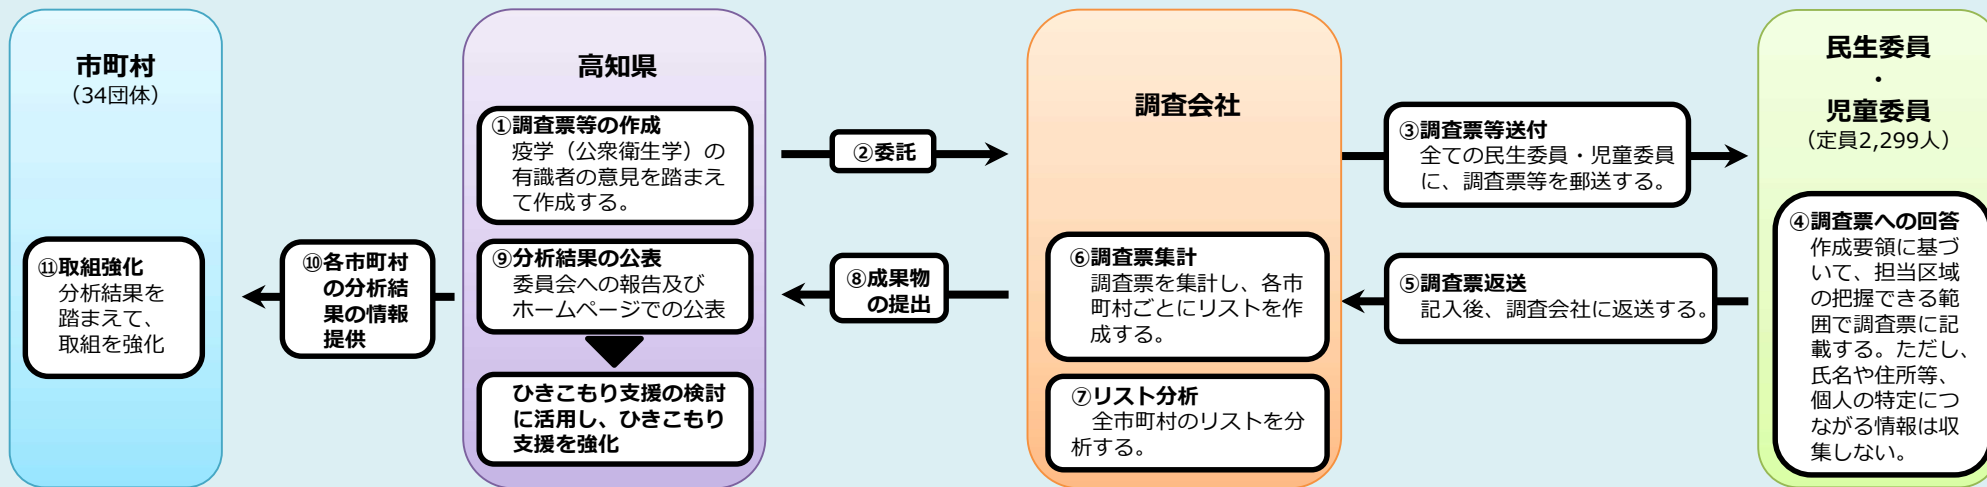 市町村
（34団体）
⑪取組強化
分析結果を
踏まえて、
取組を強化
⑩各市町村
の分析結
果の情報
提供
高知県
①調査票等の作成
疫学（公衆衛生学）の
有識者の意見を踏まえ
て作成する。
⑨分析結果の公表
委員会への報告及び
ホームページでの公表
ひきこもり支援の検討
に活用し、ひきこもり
支援を強化
②委託
⑧成果物
の提出
調査会社
⑥調査票集計
調査票を集計し、各市
町村ごとにリストを作
成する。
⑦リスト分析
全市町村のリストを分
析する。
③調査票等送付
全ての民生委員・児童委員
に、調査票等を郵送する。
⑤調査票返送
記入後、調査会社に返送する。
民生委員
・
児童委員
（定員2,299人）
④調査票への回答
作成要領に基づ
いて、担当区域
の把握できる範
囲で調査票に記
載する。ただし、
氏名や住所等、
個人の特定につ
ながる情報は収
集しない。